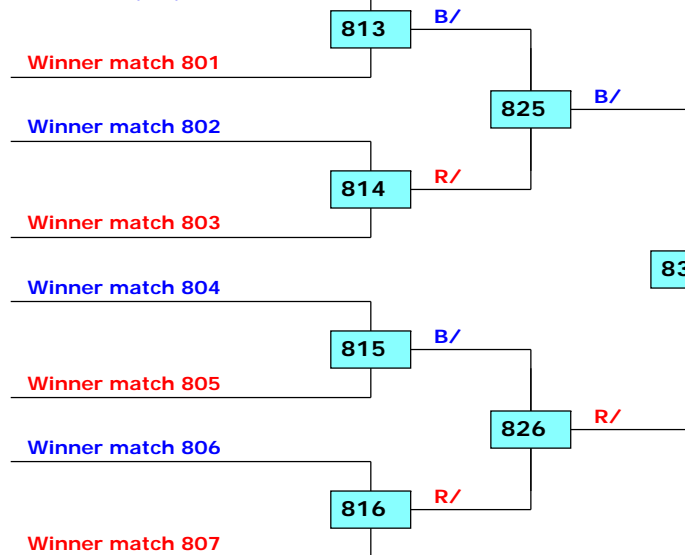 813 B/
Winner match 801
825 B/
Winner match 802
814 R/
Winner match 803
Winner match 804
815 B/
Winner match 805
826 R/
Winner match 806
816 R/
Winner match 807